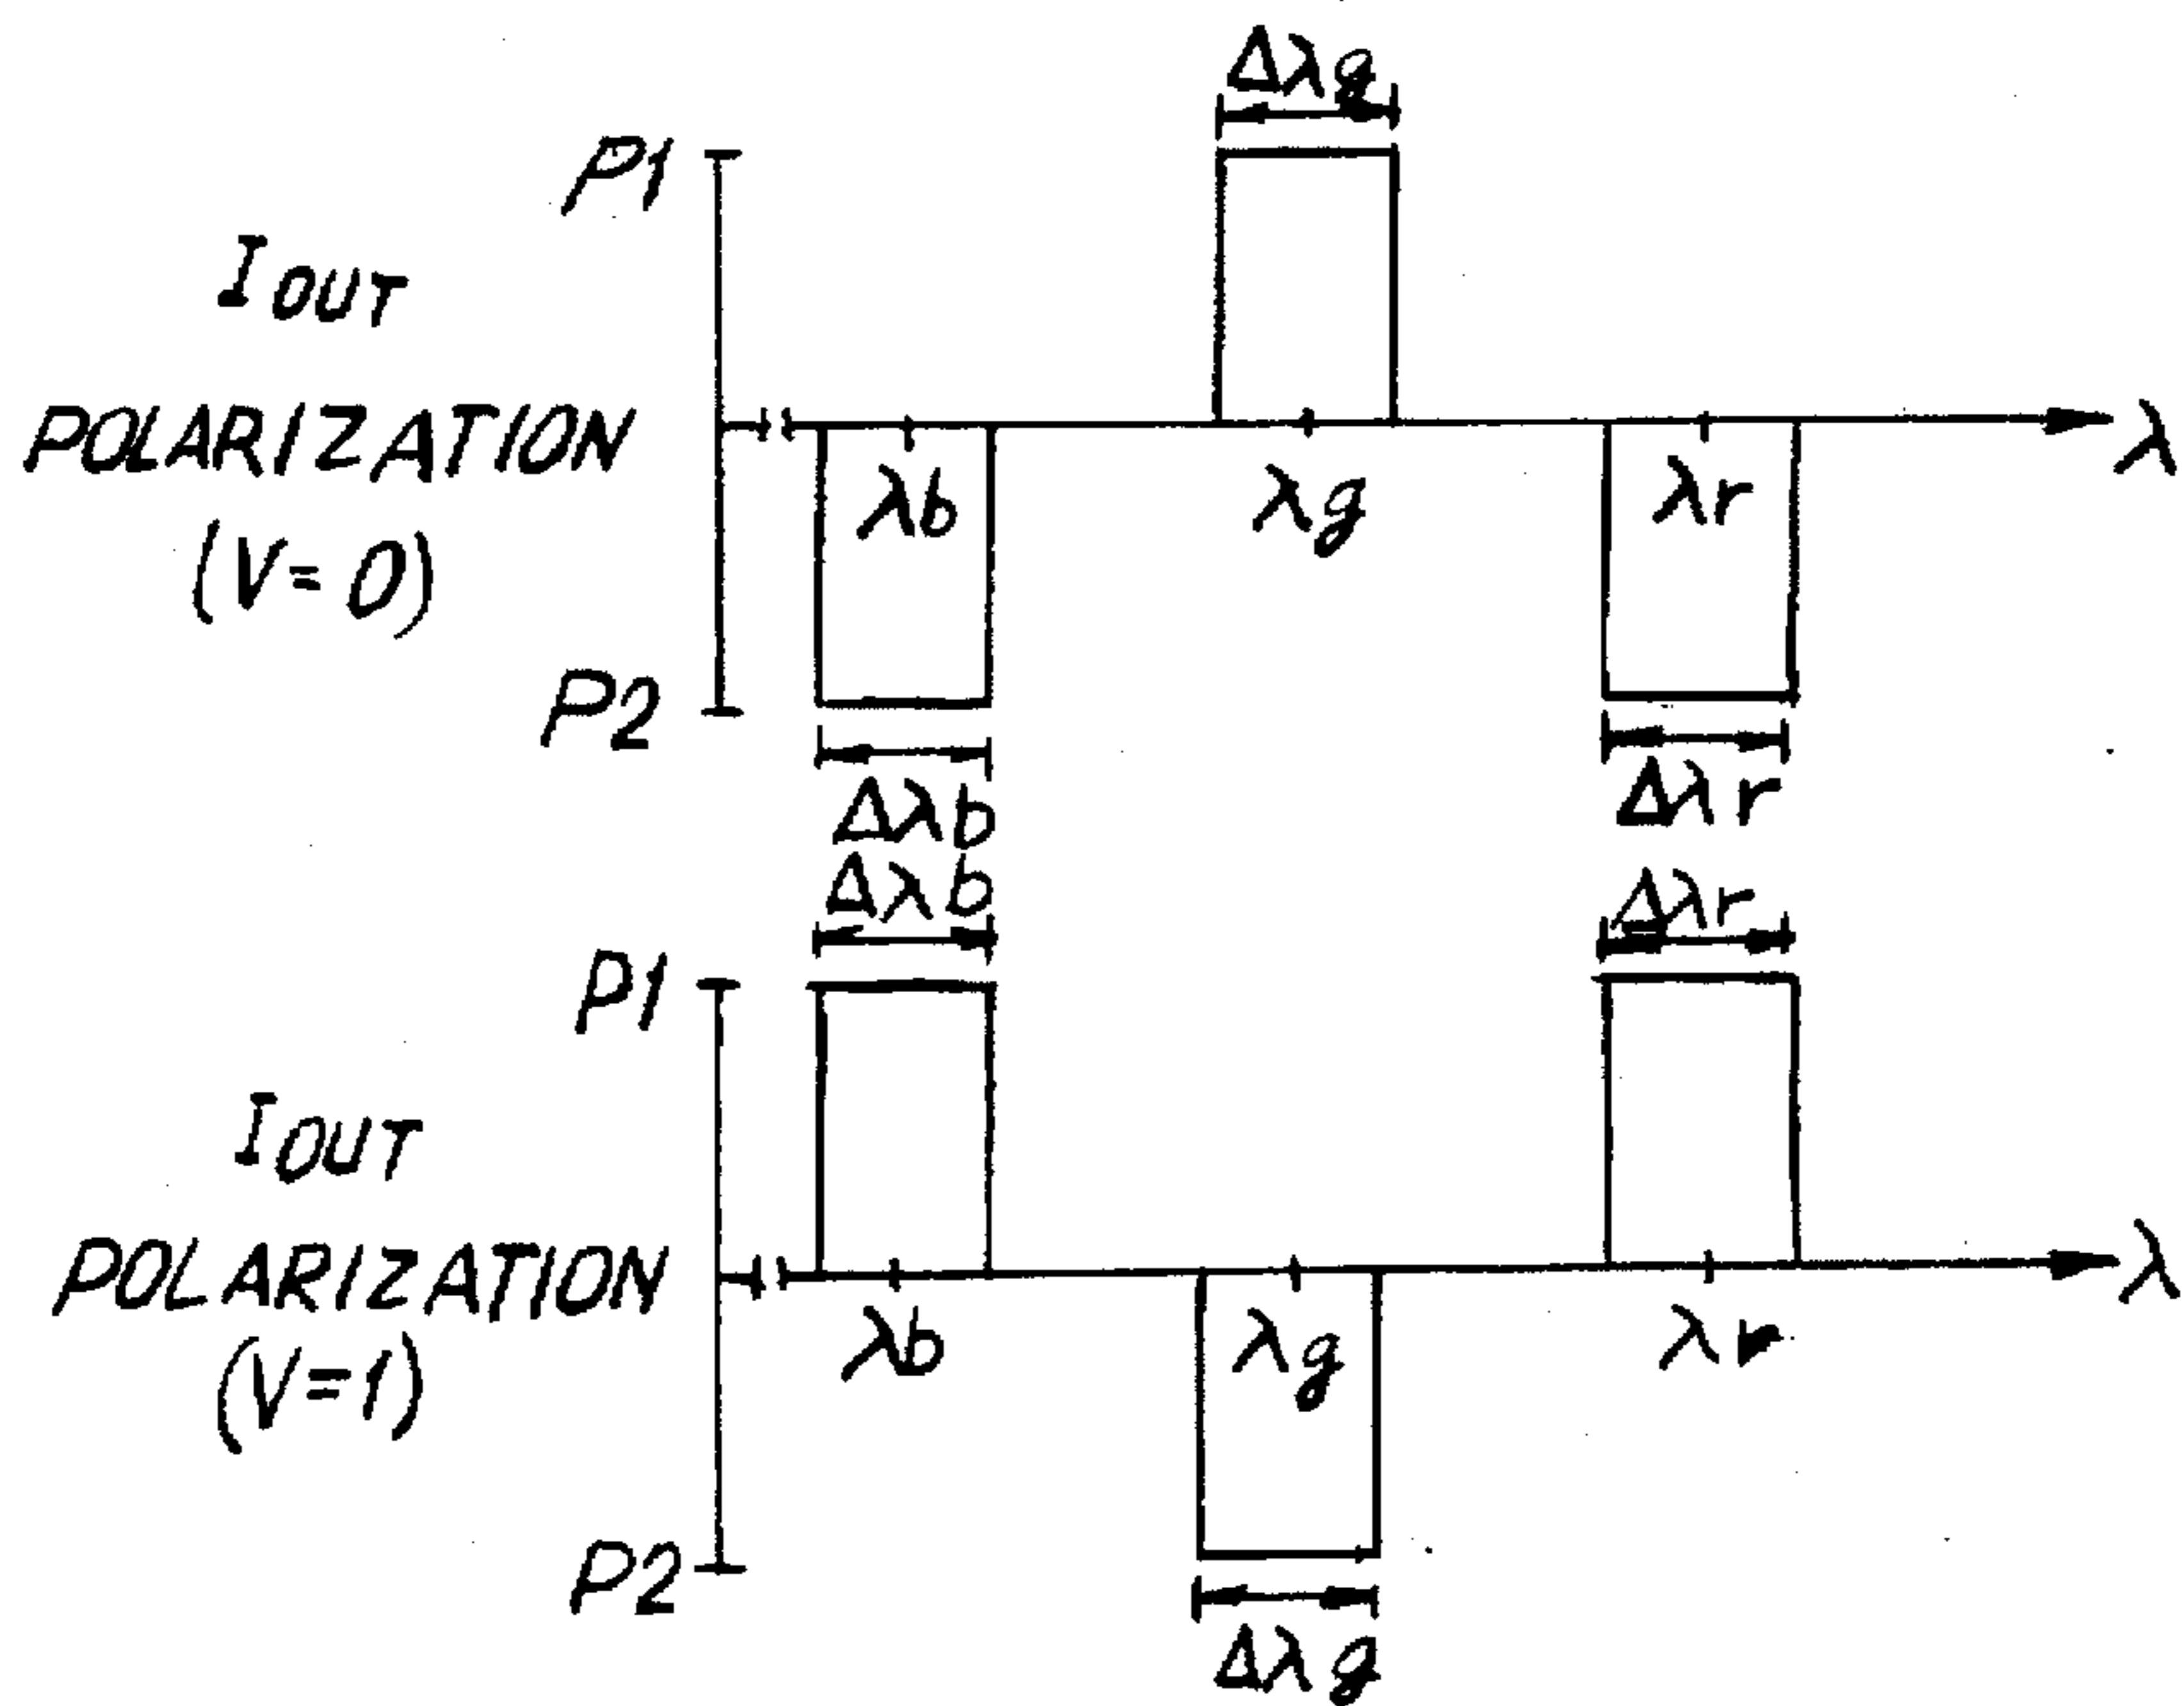 Δλg
P1
IOUT
POLARIZATION
(V=0)
λb
λg
λr
λ
P2
Δλb
Δλr
Δλb
Δλr
P1
IOUT
POLARIZATION
(V=1)
λb
λg
λr
λ
P2
Δλg